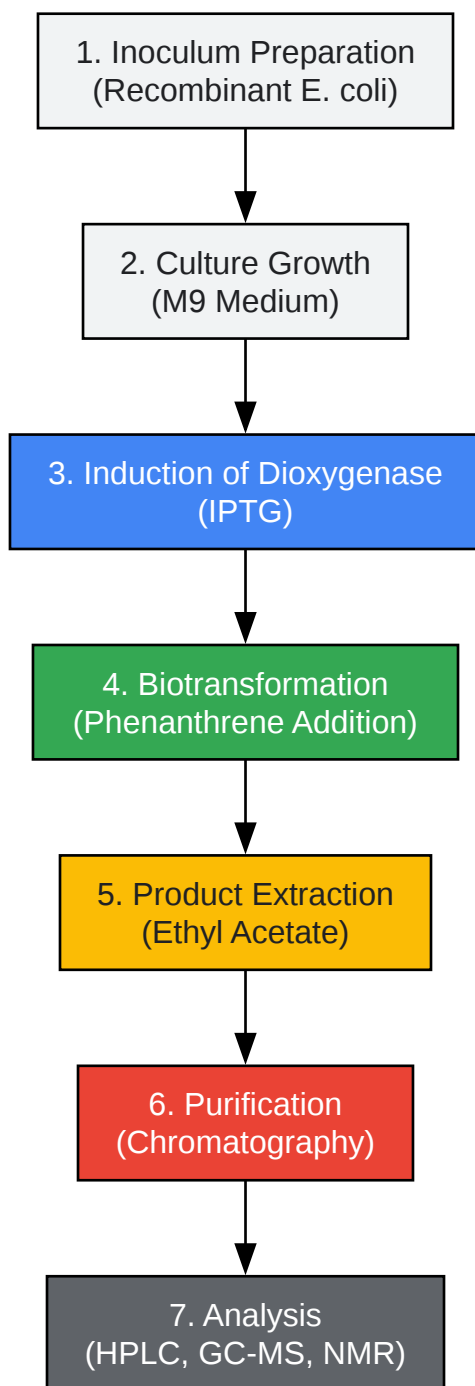 1. Inoculum Preparation
(Recombinant E. coli)
2. Culture Growth
(M9 Medium)
3. Induction of Dioxygenase
(IPTG)
4. Biotransformation
(Phenanthrene Addition)
5. Product Extraction
(Ethyl Acetate)
6. Purification
(Chromatography)
7. Analysis
(HPLC, GC-MS, NMR)